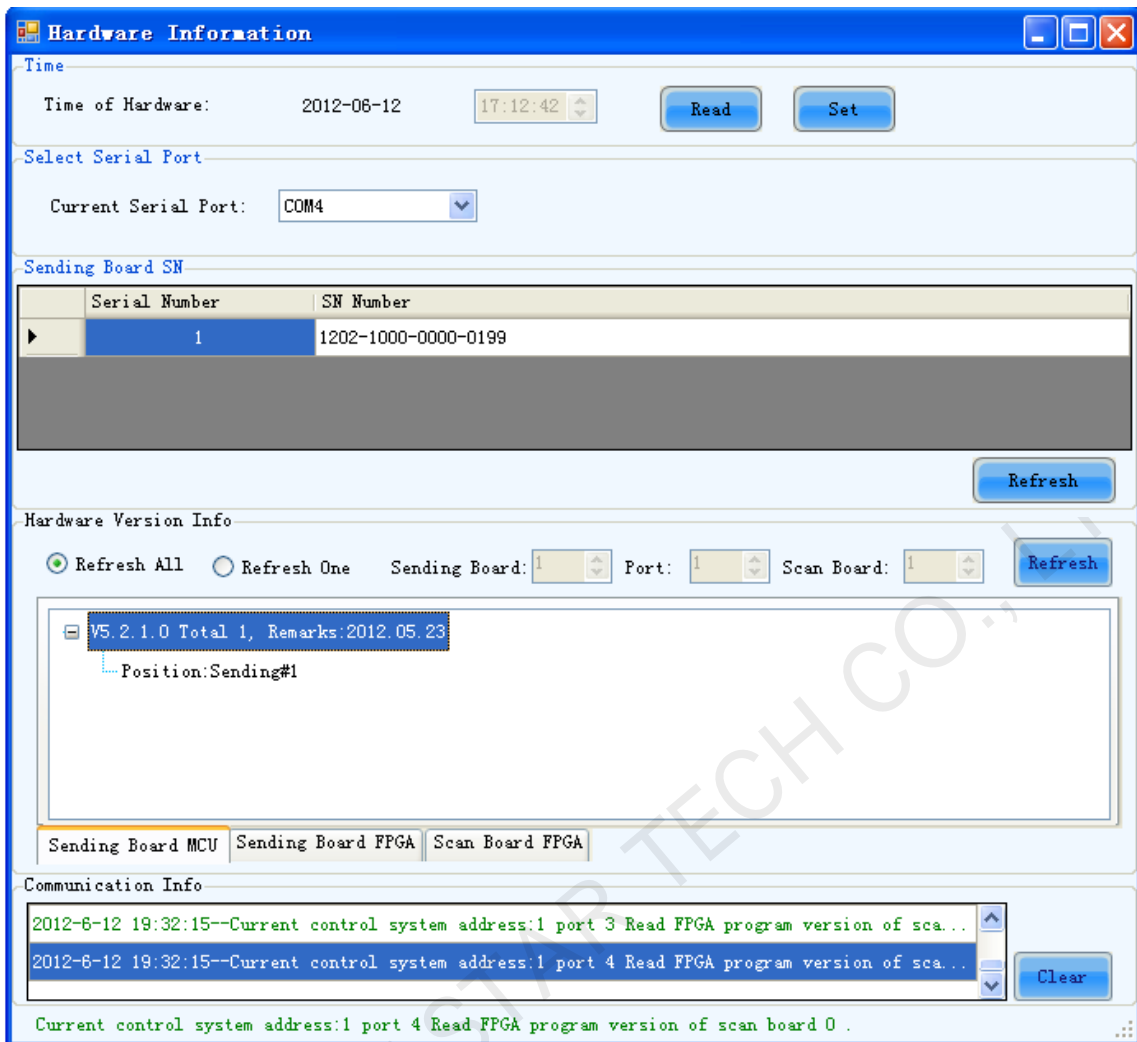 Hardware Information
Time
Time of Hardware: 2012-06-12 17:12:42 Read Set
Select Serial Port
Current Serial Port: COM4
Sending Board SN
Serial Number SN Number
1 1202-1000-0000-0199
Refresh
Hardware Version Info
Refresh All Refresh One Sending Board: 1 Port: 1 Scan Board: 1 Refresh
V5.2.1.0 Total 1, Remarks:2012.05.23
Position:Sending#1
Sending Board MCU Sending Board FPGA Scan Board FPGA
Communication Info
2012-6-12 19:32:15--Current control system address:1 port 3 Read FPGA program version of sca...
2012-6-12 19:32:15--Current control system address:1 port 4 Read FPGA program version of sca...
Clear
Current control system address:1 port 4 Read FPGA program version of scan board 0 .
STAR TECH CO.,